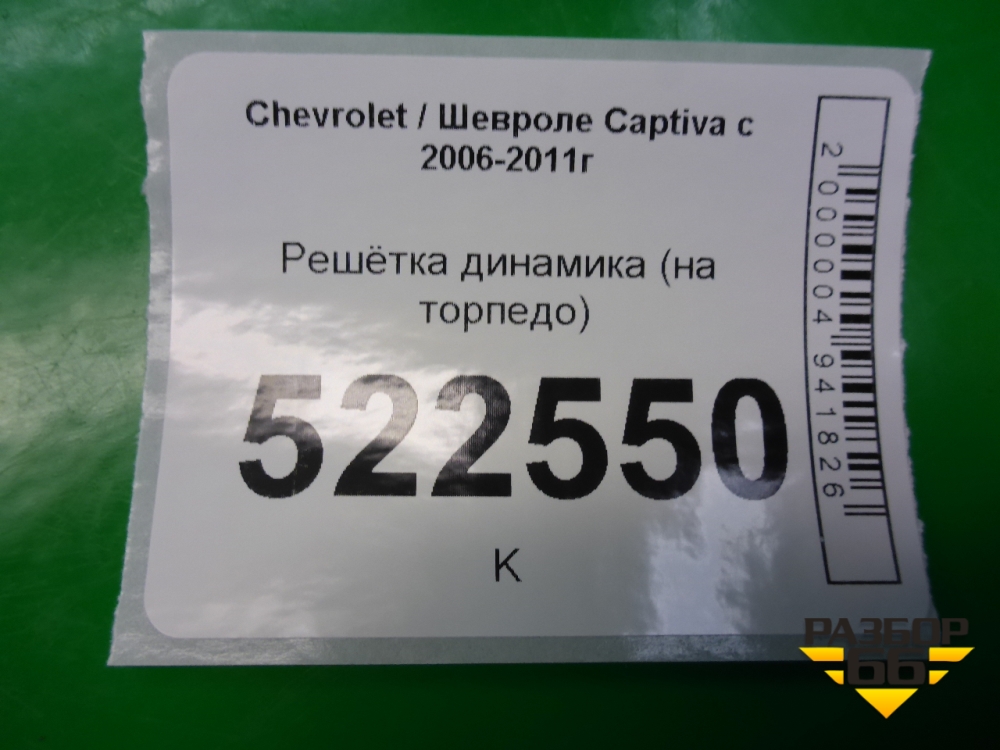 Chevrolet / Шевроле Captiva с
2006-2011г
Решётка динамика (на
торпедо)
522550
К
2000004941826
РАЗБОР
66